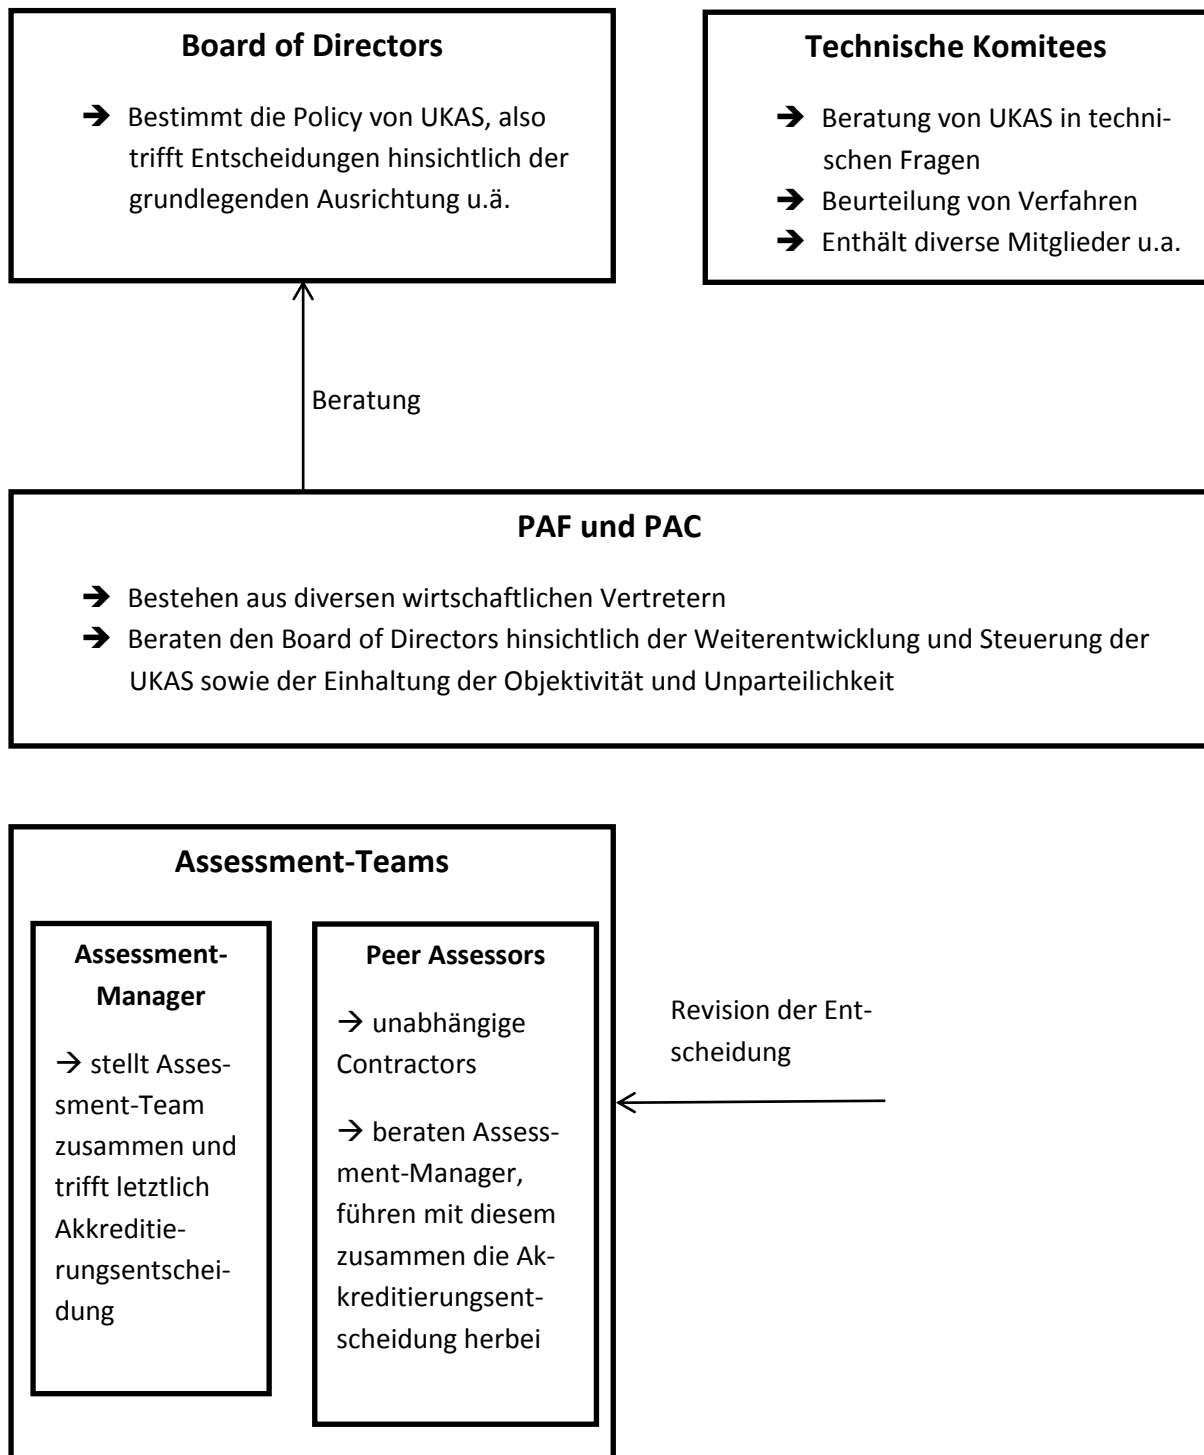 Board of Directors
➔ Bestimmt die Policy von UKAS, also
trifft Entscheidungen hinsichtlich der
grundlegenden Ausrichtung u.ä.
Technische Komitees
➔ Beratung von UKAS in techni-
schen Fragen
➔ Beurteilung von Verfahren
➔ Enthält diverse Mitglieder u.a.
Beratung
PAF und PAC
➔ Bestehen aus diversen wirtschaftlichen Vertretern
➔ Beraten den Board of Directors hinsichtlich der Weiterentwicklung und Steuerung der
UKAS sowie der Einhaltung der Objektivität und Unparteilichkeit
Assessment-Teams
Assessment-
Manager
→ stellt Asses-
sment-Team
zusammen und
trifft letztlich
Akkreditie-
rungsentschei-
dung
Peer Assessors
→ unabhängige
Contractors
→ beraten Assess-
ment-Manager,
führen mit diesem
zusammen die Ak-
kreditierungsent-
scheidung herbei
Revision der Ent-
scheidung